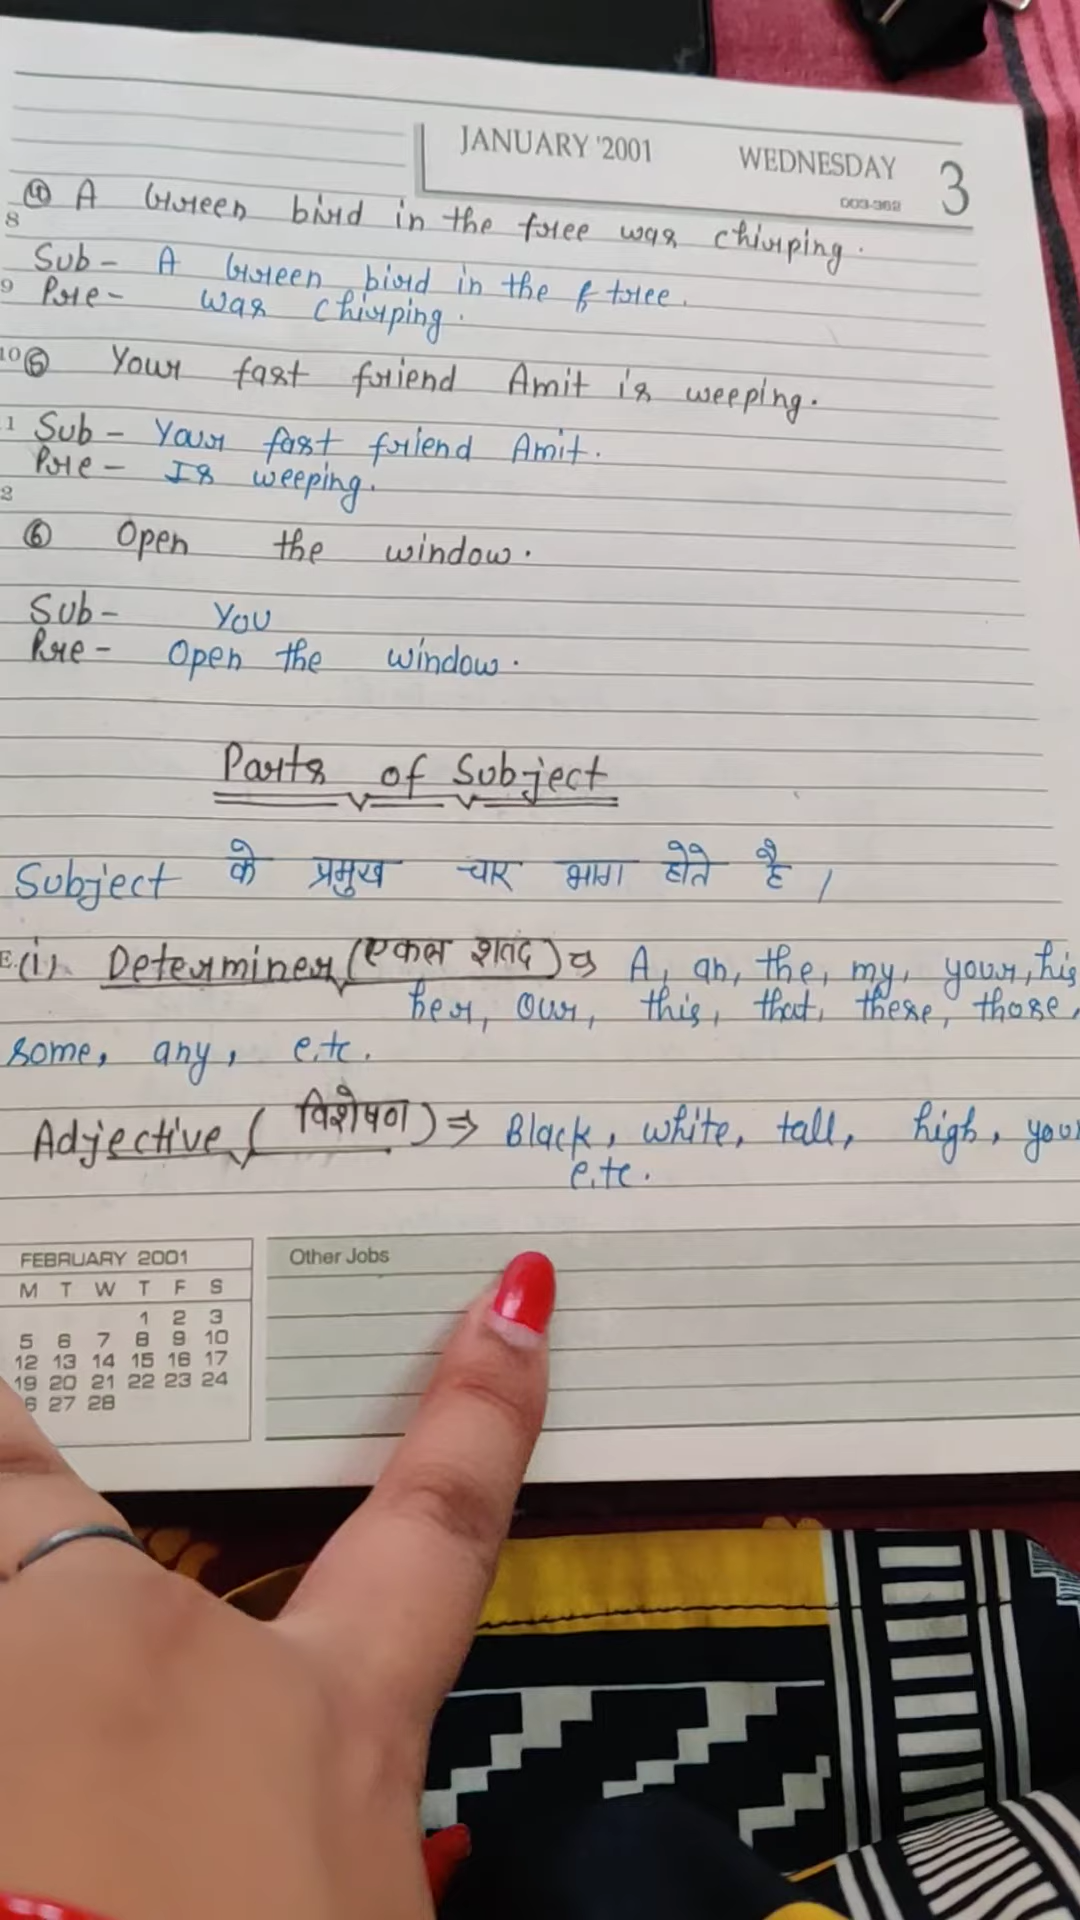 JANUARY '2001 WEDNESDAY 3
003-362
④ A Green bird in the tree was chirping.
8
Sub - A Green bird in the tree.
9 Pre - was chirping.
10 ⑤ Your fast friend Amit is weeping.
1 Sub - Your fast friend Amit.
Pre - Is weeping.
2
⑥ Open the window.
Sub - You
Pre - Open the window.
Parts of Subject
Subject के प्रमुख चार भाग होते है।
E. (i). Determiner (एकल शतद) ⇒ A, an, the, my, your, his
her, our, this, that, these, those,
some, any, e.tc.
Adjective ( विशेषण ) ⇒ Black, white, tall, high,
e.tc.
FEBRUARY 2001
M T W T F S
1 2 3
5 6 7 8 9 10
12 13 14 15 16 17
19 20 21 22 23 24
6 27 28
Other Jobs